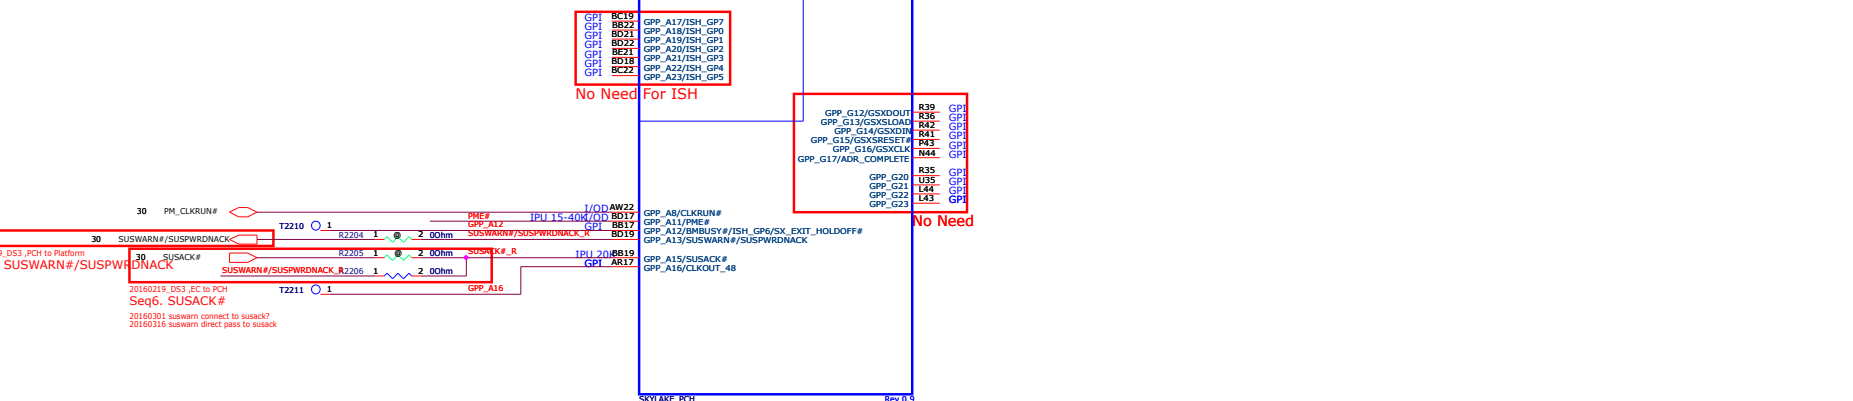 GPI BC19 GPP_A17/ISH_GP7
GPI BB22 GPP_A18/ISH_GP0
GPI BD21 GPP_A19/ISH_GP1
GPI BD22 GPP_A20/ISH_GP2
GPI BE21 GPP_A21/ISH_GP3
GPI BD18 GPP_A22/ISH_GP4
GPI BC22 GPP_A23/ISH_GP5
No Need For ISH
GPP_G12/GSXDOUT R39 GPI
GPP_G13/GSXSLOAD R36 GPI
GPP_G14/GSXDIN R42 GPI
GPP_G15/GSXSRESET# R41 GPI
GPP_G16/GSXCLK P43 GPI
GPP_G17/ADR_COMPLETE N44 GPI
GPP_G20 R35 GPI
GPP_G21 U35 GPI
GPP_G22 L44 GPI
GPP_G23 L43 GPI
No Need
30 PM_CLKRUN# I/OD AW22 GPP_A8/CLKRUN#
PME# IPU 15-40K I/OD BD17 GPP_A11/PME#
T2210 1 GPP_A12 GPI BB17 GPP_A12/BMBUSY#/ISH_GP6/SX_EXIT_HOLDOFF#
30 SUSWARN#/SUSPWRDNACK R2204 1 @ 2 0Ohm SUSWARN#/SUSPWRDNACK_R BD19 GPP_A13/SUSWARN#/SUSPWRDNACK
_DS3 ,PCH to Platform
SUSWARN#/SUSPWRDNACK
30 SUSACK# R2205 1 @ 2 0Ohm SUSACK#_R IPU 20K BB19 GPP_A15/SUSACK#
GPI AR17 GPP_A16/CLKOUT_48
SUSWARN#/SUSPWRDNACK_R R2206 1 2 0Ohm
T2211 1 GPP_A16
20160219_DS3 ,EC to PCH
Seq6. SUSACK#
20160301 suswarn connect to susack?
20160316 suswarn direct pass to susack
SKYLAKE_PCH Rev 0.9